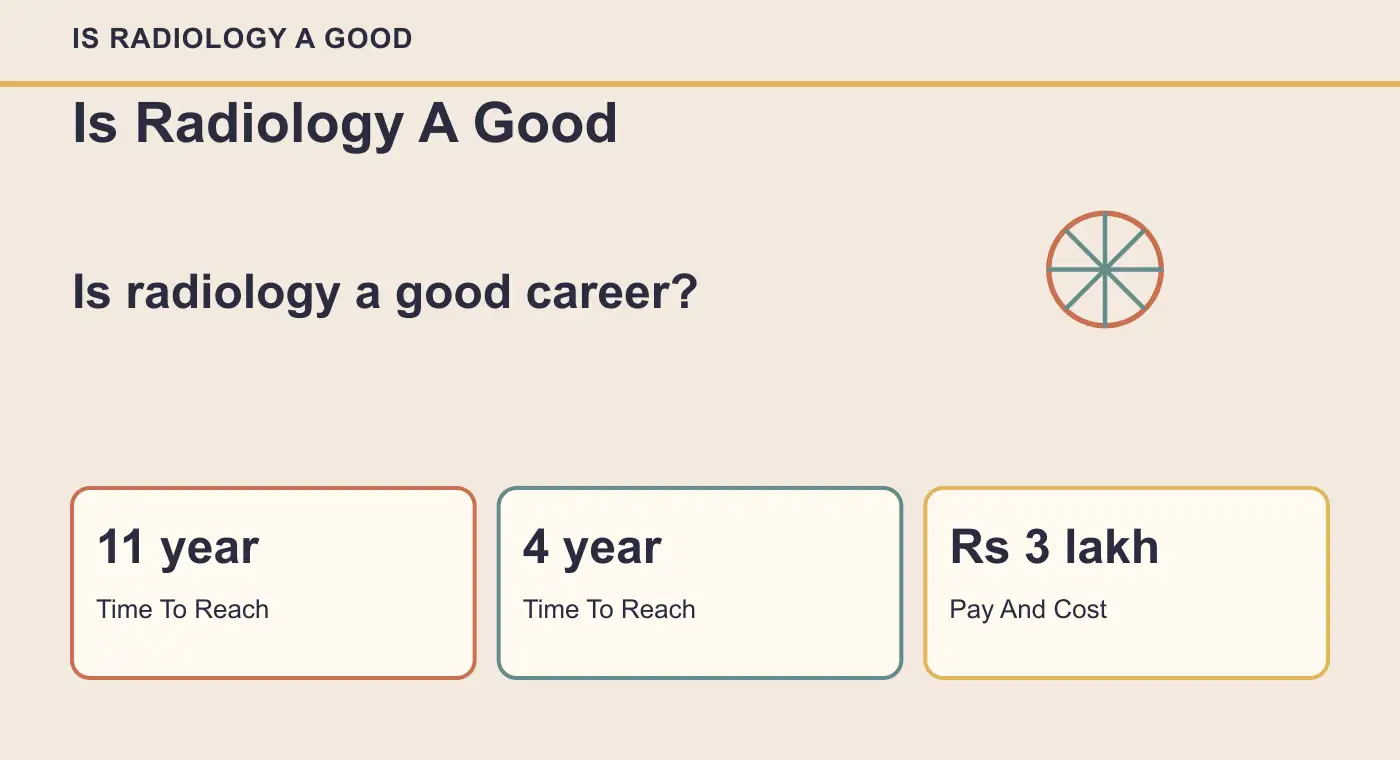 IS RADIOLOGY A GOOD
Is Radiology A Good
Is radiology a good career?
11 year
Time To Reach
4 year
Time To Reach
Rs 3 lakh
Pay And Cost